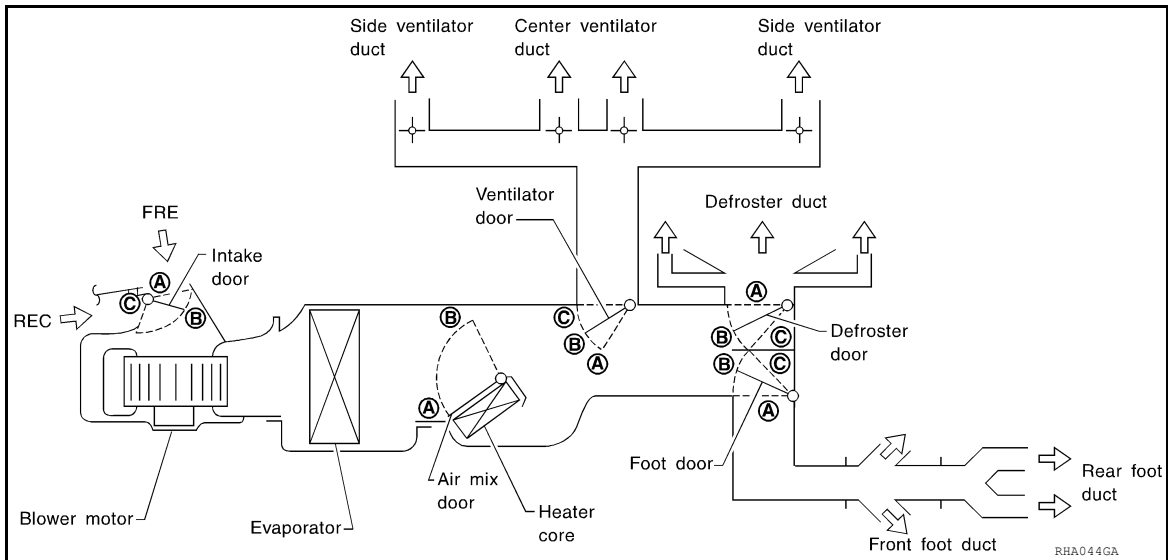 Side ventilator
duct
Center ventilator
duct
Side ventilator
duct
Ventilator
door
Defroster duct
FRE
Intake
door
A
C
B
REC
B
A
C
B
A
A
B
C
B
C
A
Defroster
door
Foot door
Air mix
door
Heater
core
Evaporator
Blower motor
Rear foot
duct
Front foot duct
RHA044GA